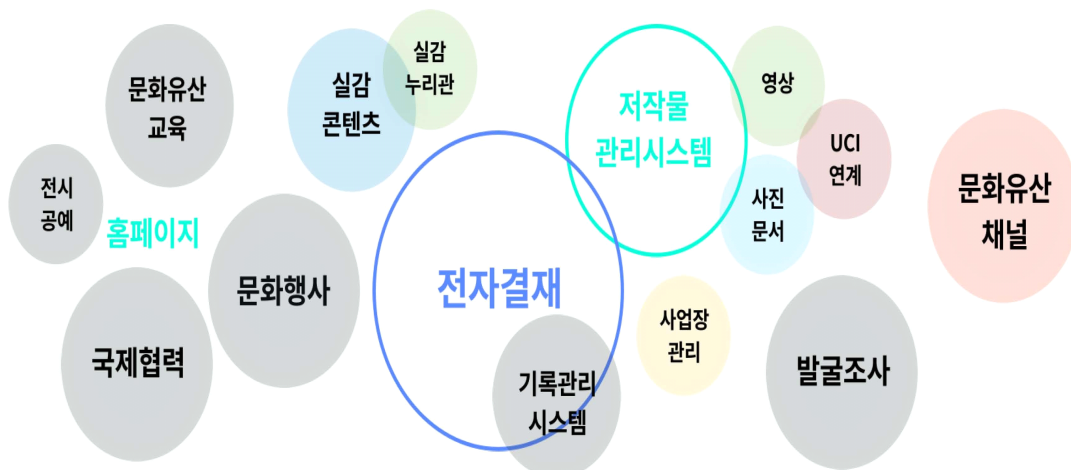 문화유산
교육
실감
콘텐츠
실감
누리관
저작물
관리시스템
영상
UCI
연계
사진
문서
문화유산
채널
전시
공예
홈페이지
문화행사
국제협력
전자결재
기록관리
시스템
사업장
관리
발굴조사